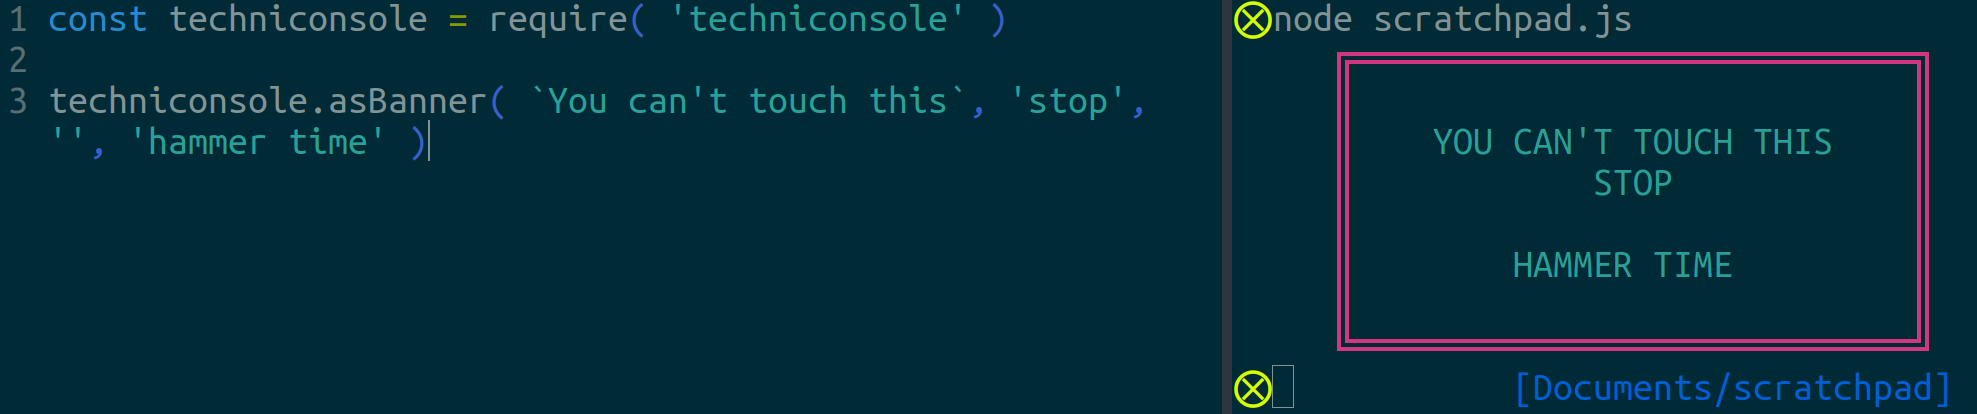 1 const techniconsole = require( 'techniconsole' )
2
3 techniconsole.asBanner( `You can't touch this`, 'stop',
'', 'hammer time' )
⊗node scratchpad.js
YOU CAN'T TOUCH THIS
STOP
HAMMER TIME
⊗ [Documents/scratchpad]